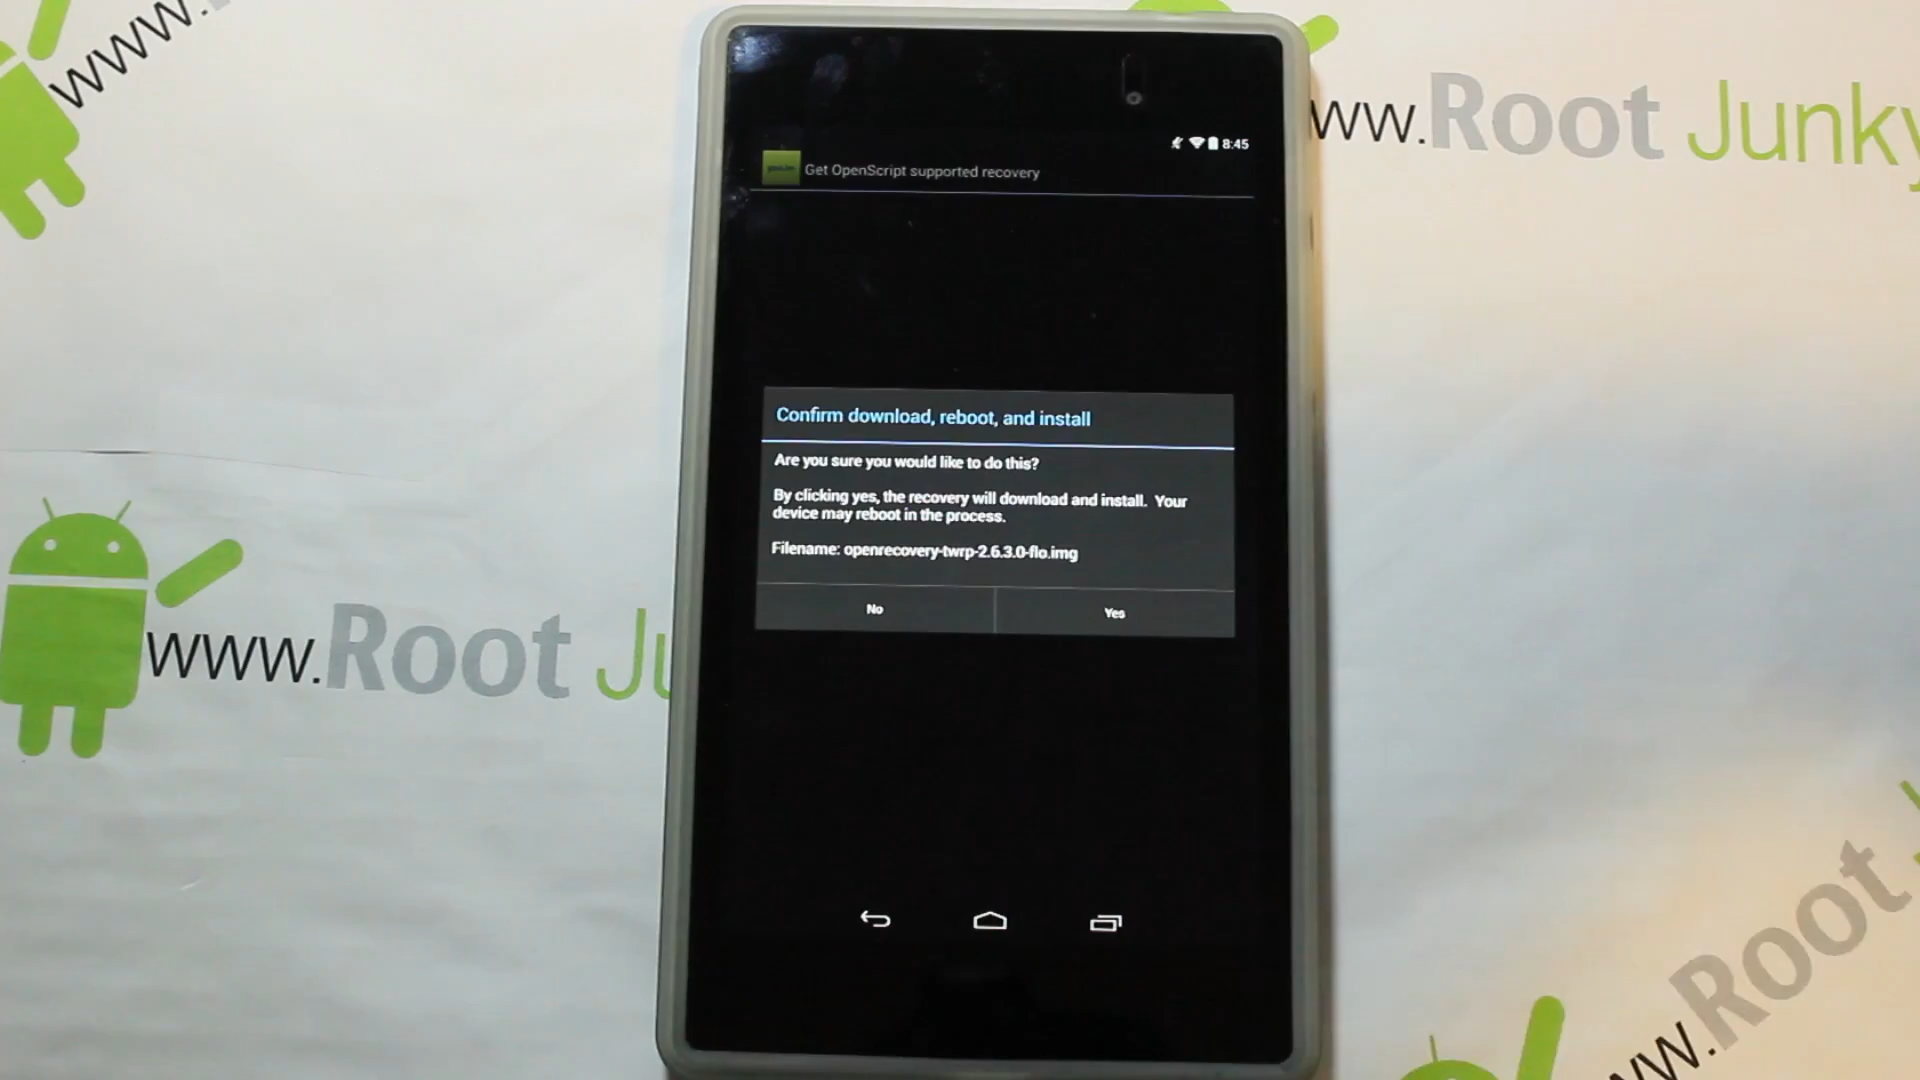 www.
ww.Root Junky
8:45
Get OpenScript supported recovery
Confirm download, reboot, and install
Are you sure you would like to do this?
By clicking yes, the recovery will download and install. Your
device may reboot in the process.
Filename: openrecovery-twrp-2.6.3.0-flo.img
No
Yes
www.Root Ju
ww.Root